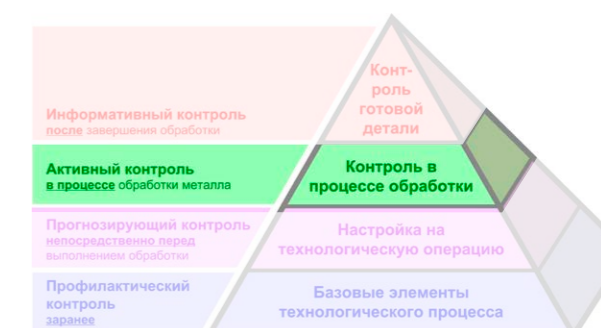 Конт-
роль
готовой
детали
Информативный контроль
после завершения обработки
Активный контроль
в процессе обработки металла
Контроль в
процессе обработки
Прогнозирующий контроль
непосредственно перед
выполнением обработки
Настройка на
технологическую операцию
Профилактический
контроль
заранее
Базовые элементы
технологического процесса